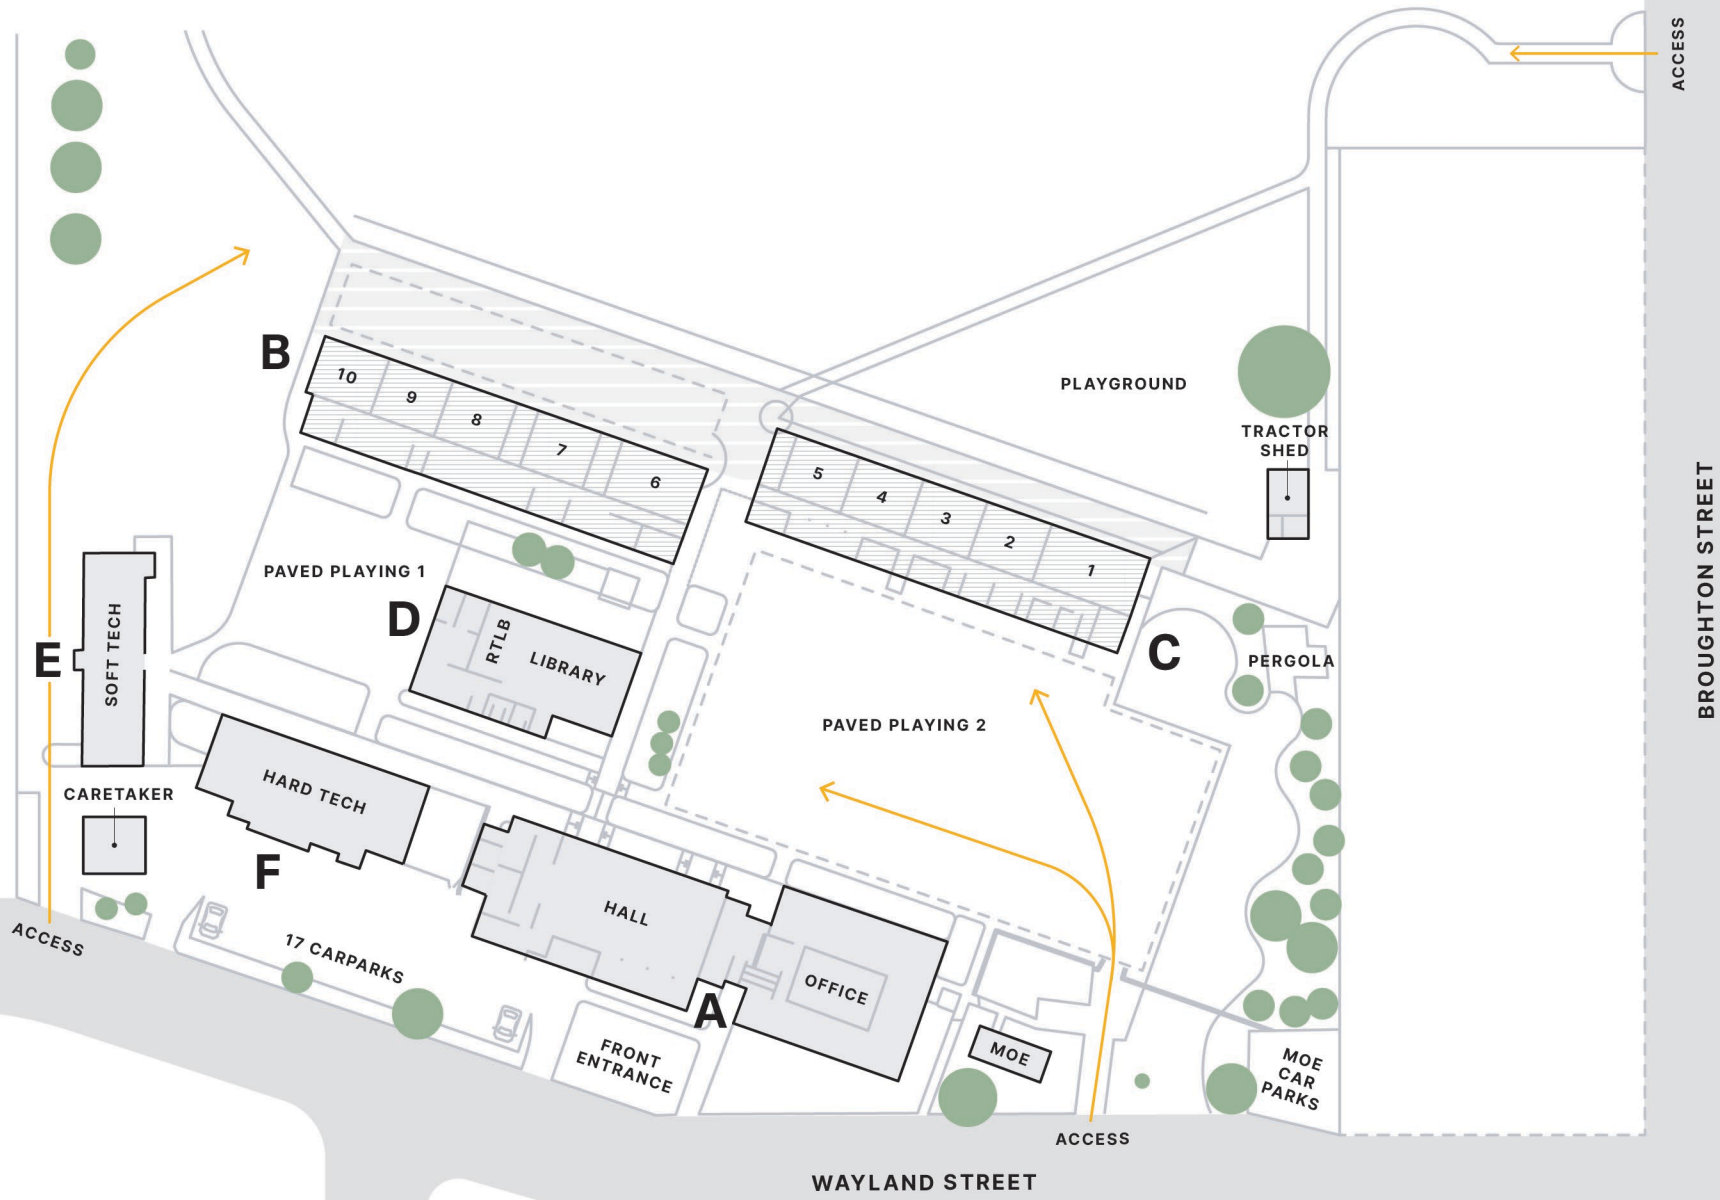 ACCESS
B
10
9
8
7
6
5
4
3
2
1
PLAYGROUND
TRACTOR
SHED
BROUGHTON STREET
PAVED PLAYING 1
D
RTLB
LIBRARY
E
SOFT TECH
C
PERGOLA
PAVED PLAYING 2
HARD TECH
CARETAKER
F
HALL
ACCESS
17 CARPARKS
A
OFFICE
FRONT
ENTRANCE
MOE
MOE
CAR
PARKS
ACCESS
WAYLAND STREET